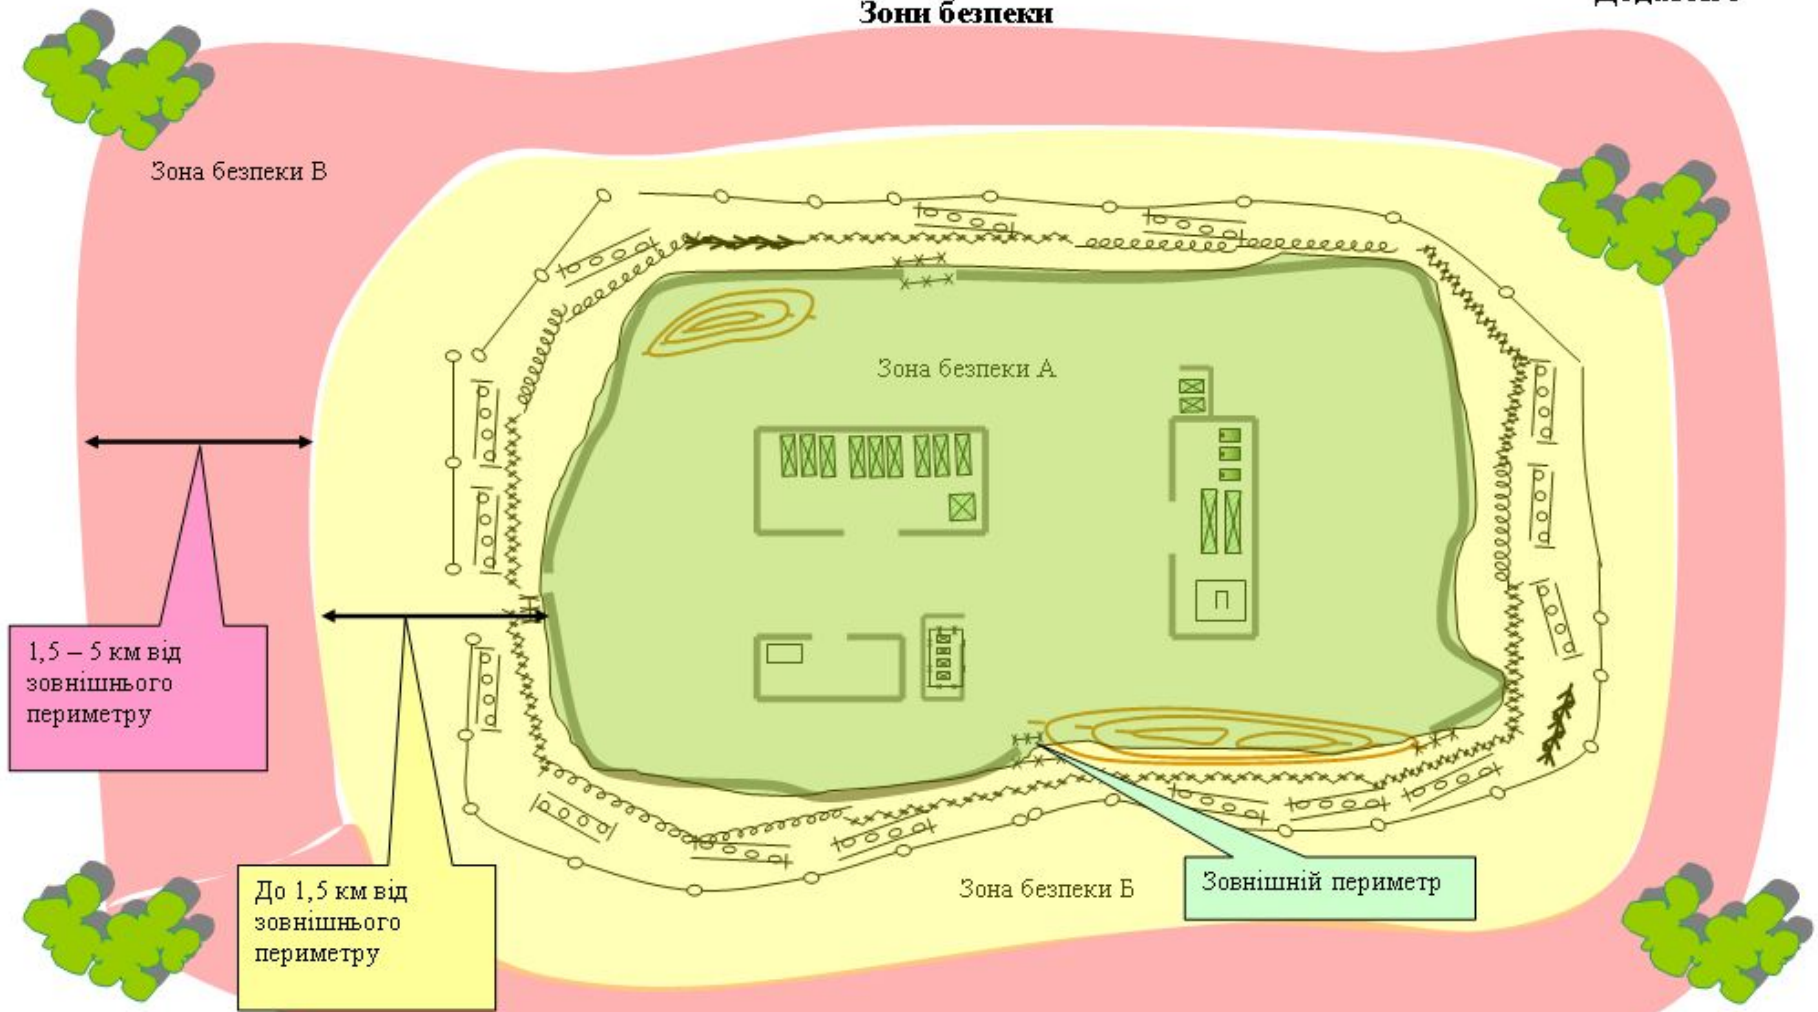 Зони безпеки
Зона безпеки В
Зона безпеки А
1,5 – 5 км від
зовнішнього
периметру
До 1,5 км від
зовнішнього
периметру
Зона безпеки Б
Зовнішній периметр
П